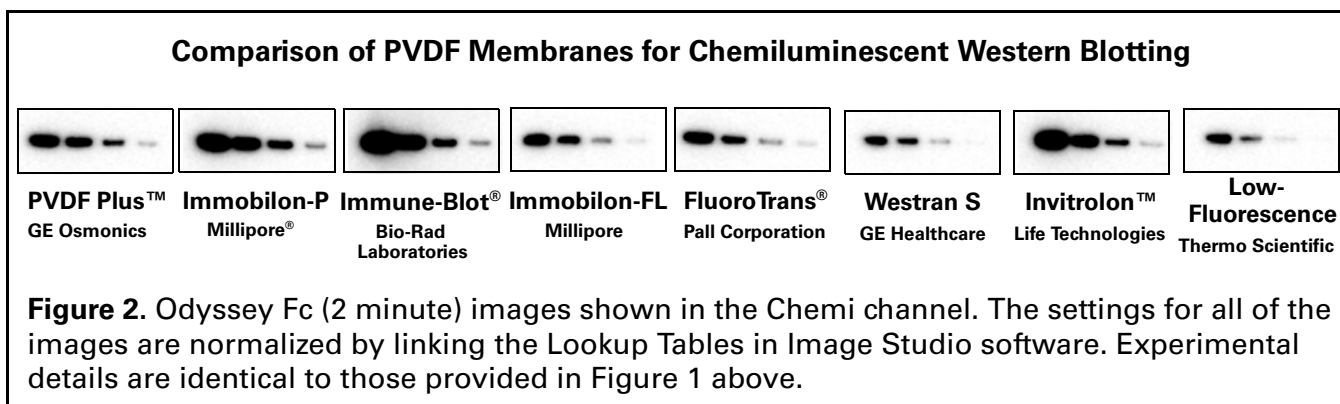 Comparison of PVDF Membranes for Chemiluminescent Western Blotting
PVDF Plus™
GE Osmonics
Immobilon-P
Millipore®
Immune-Blot®
Bio-Rad
Laboratories
Immobilon-FL
Millipore
FluoroTrans®
Pall Corporation
Westran S
GE Healthcare
Invitrolon™
Life Technologies
Low-
Fluorescence
Thermo Scientific
Figure 2. Odyssey Fc (2 minute) images shown in the Chemi channel. The settings for all of the
images are normalized by linking the Lookup Tables in Image Studio software. Experimental
details are identical to those provided in Figure 1 above.